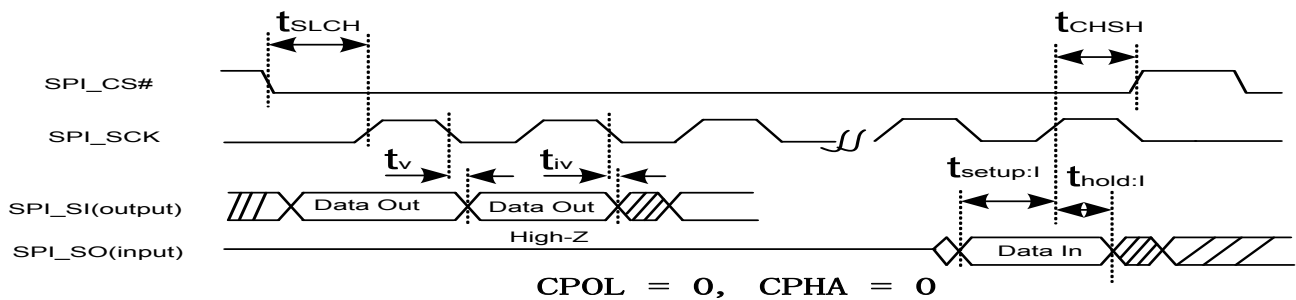 tSLCH
tCHSH
SPI_CS#
SPI_SCK
tv
tiv
tsetup:I
thold:I
SPI_SI(output)
Data Out
Data Out
High-Z
SPI_SO(input)
Data In
CPOL = 0, CPHA = 0